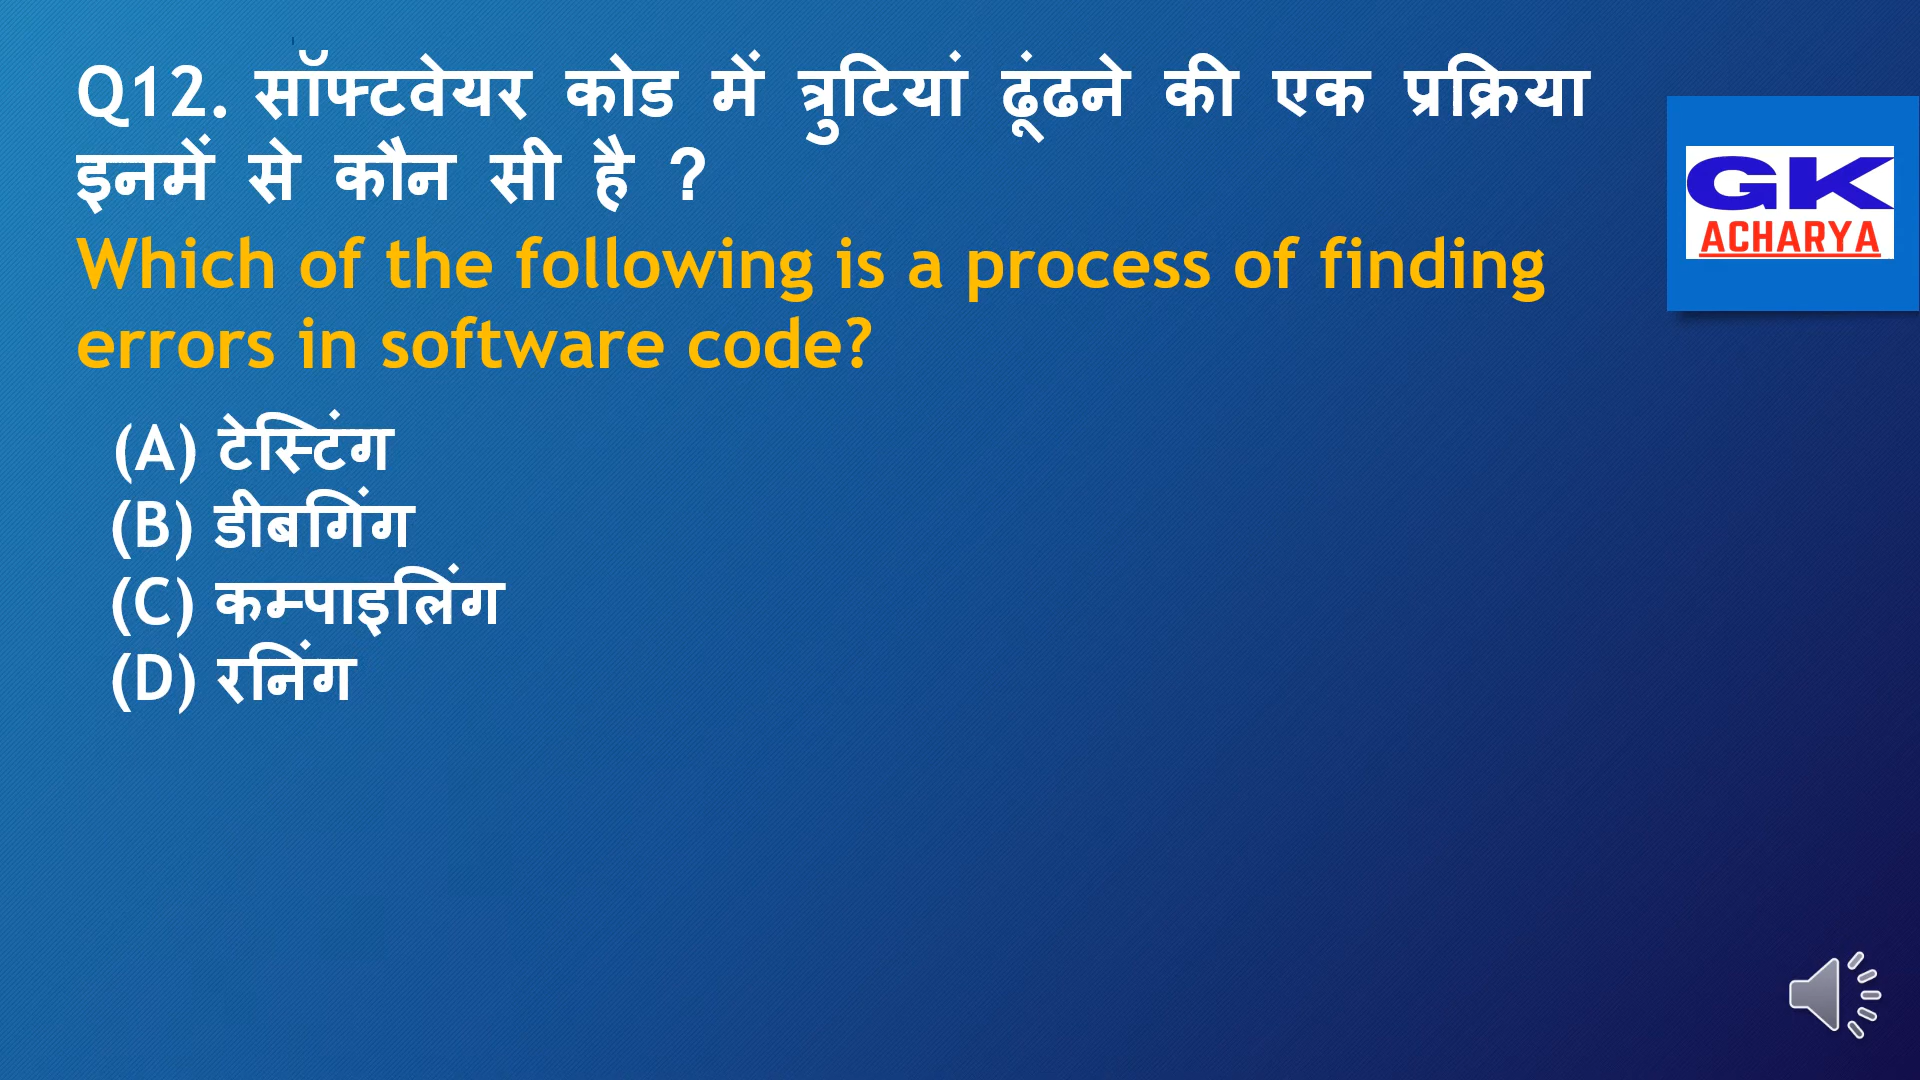 Q12. सॉफ्टवेयर कोड में त्रुटियां ढूंढने की एक प्रक्रिया
इनमें से कौन सी है ?
Which of the following is a process of finding
errors in software code?
GK
ACHARYA
(A) टेस्टिंग
(B) डीबगिंग
(C) कम्पाइलिंग
(D) रनिंग